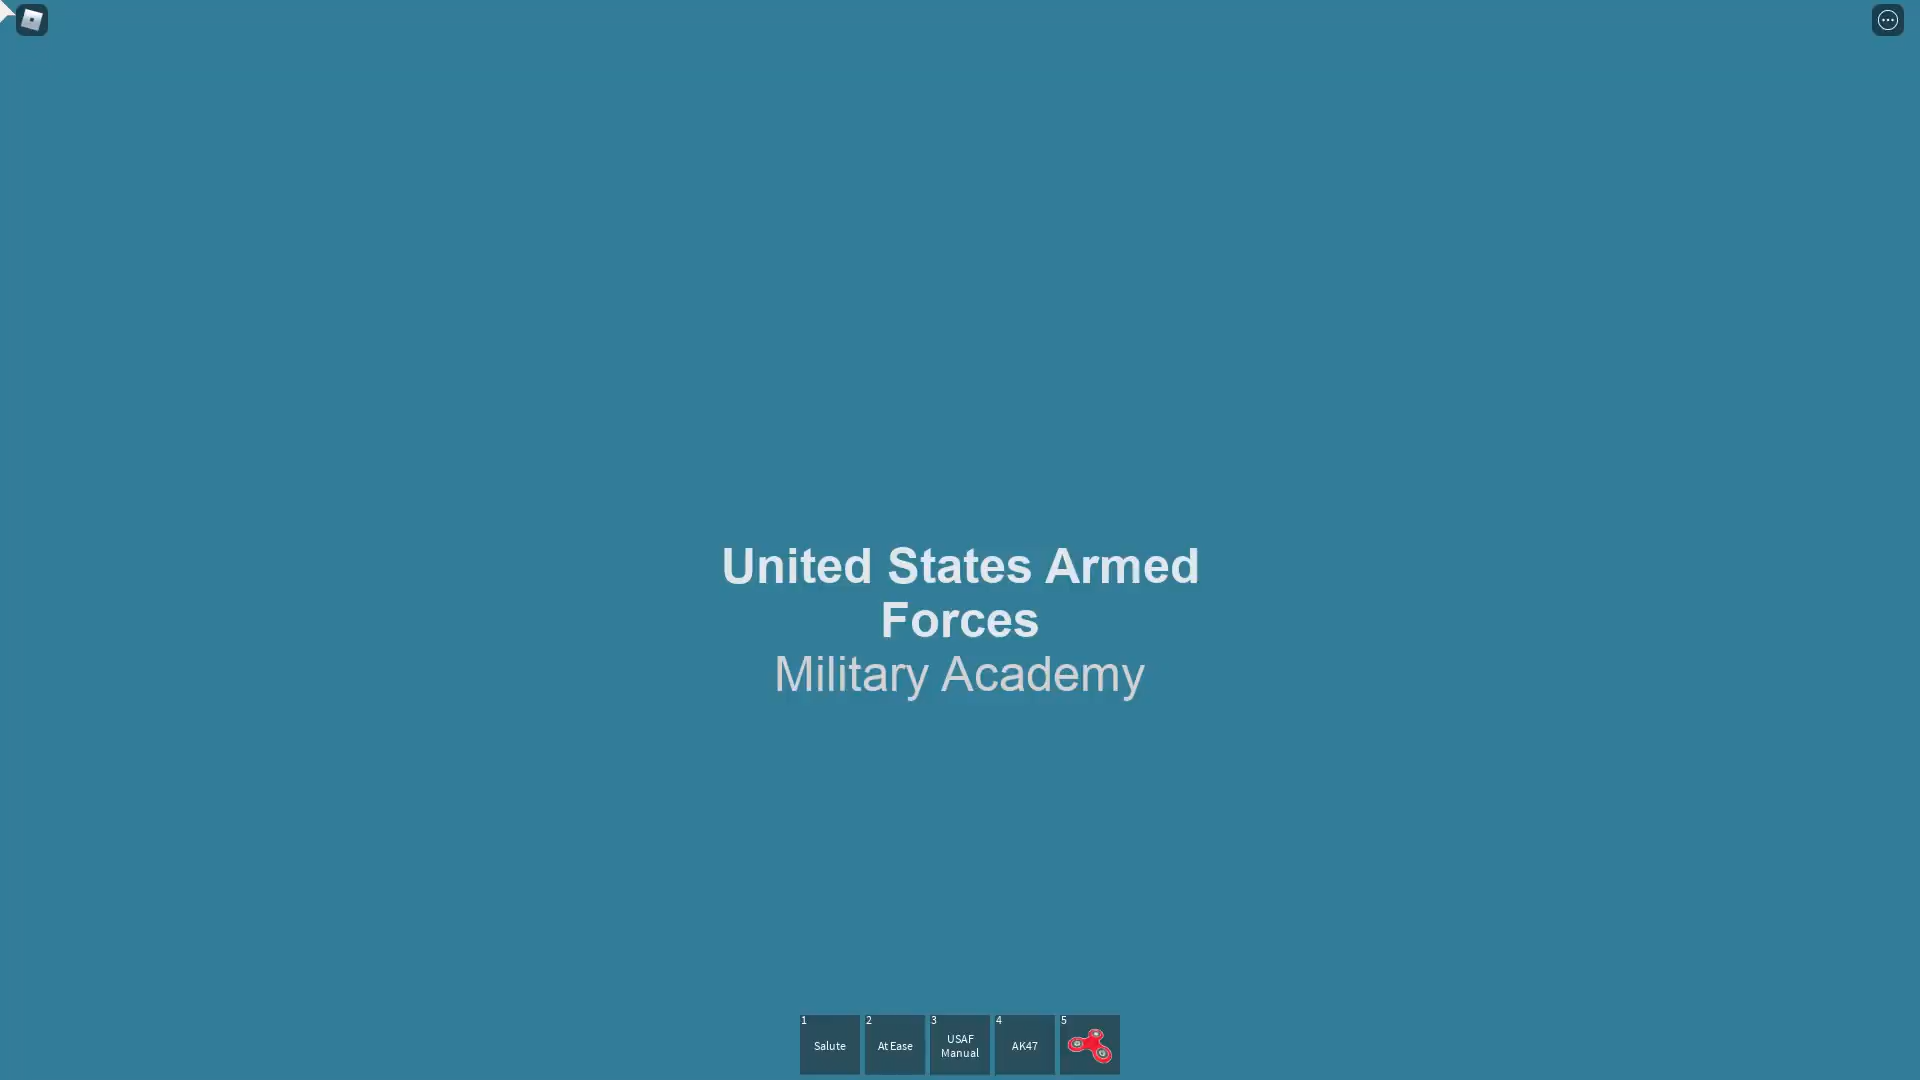 United States Armed
Forces
Military Academy
1
Salute
2
At Ease
3
USAF
Manual
4
AK47
5